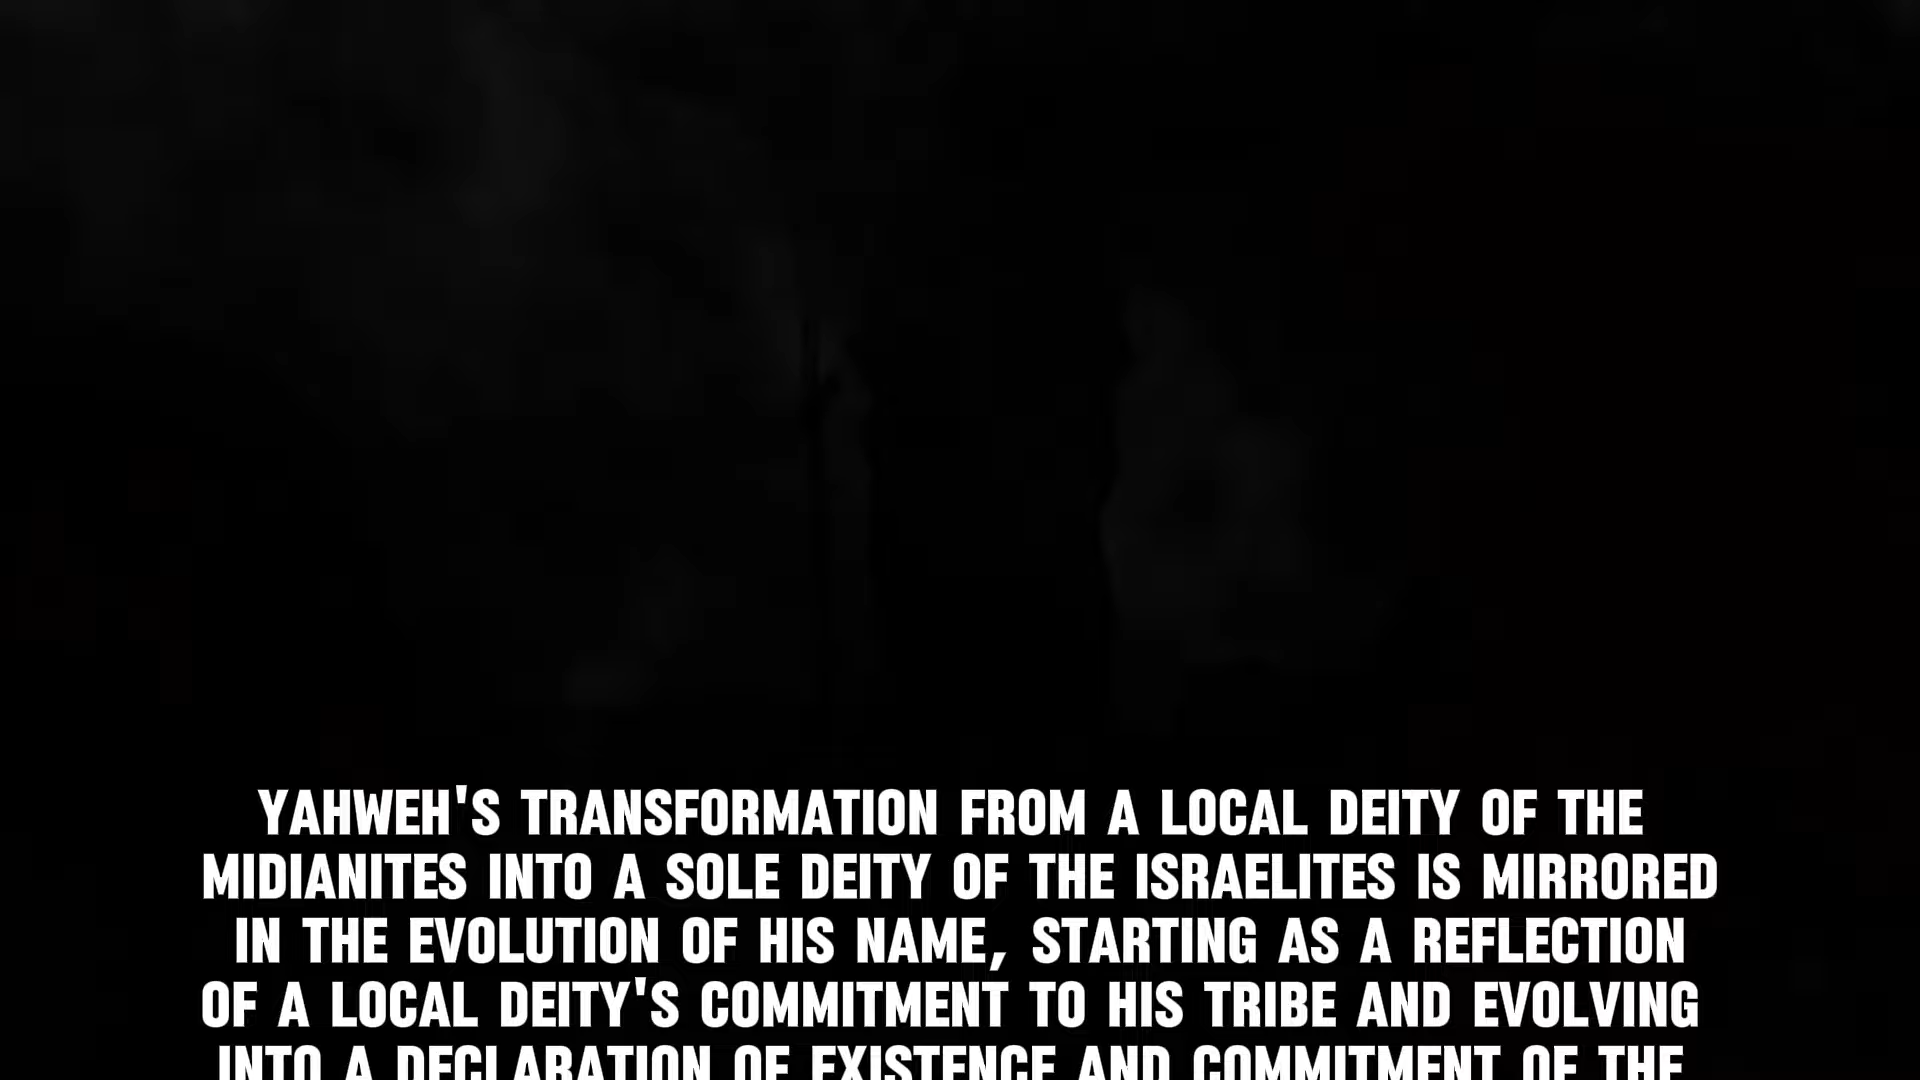 YAHWEH'S TRANSFORMATION FROM A LOCAL DEITY OF THE
MIDIANITES INTO A SOLE DEITY OF THE ISRAELITES IS MIRRORED
IN THE EVOLUTION OF HIS NAME, STARTING AS A REFLECTION
OF A LOCAL DEITY'S COMMITMENT TO HIS TRIBE AND EVOLVING
INTO A DECLARATION OF EXISTENCE AND COMMITMENT OF THE